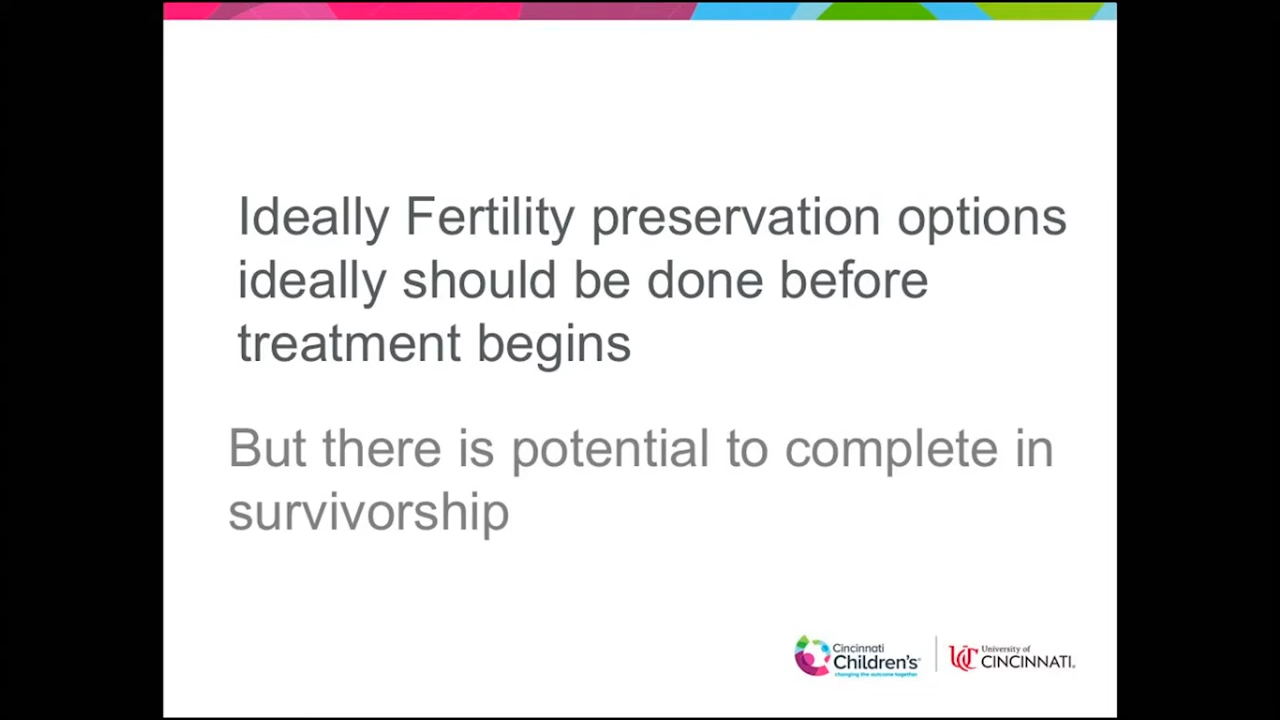 Ideally Fertility preservation options
ideally should be done before
treatment begins
But there is potential to complete in
survivorship
Cincinnati
Children's
changing the outcome together
University of
CINCINNATI